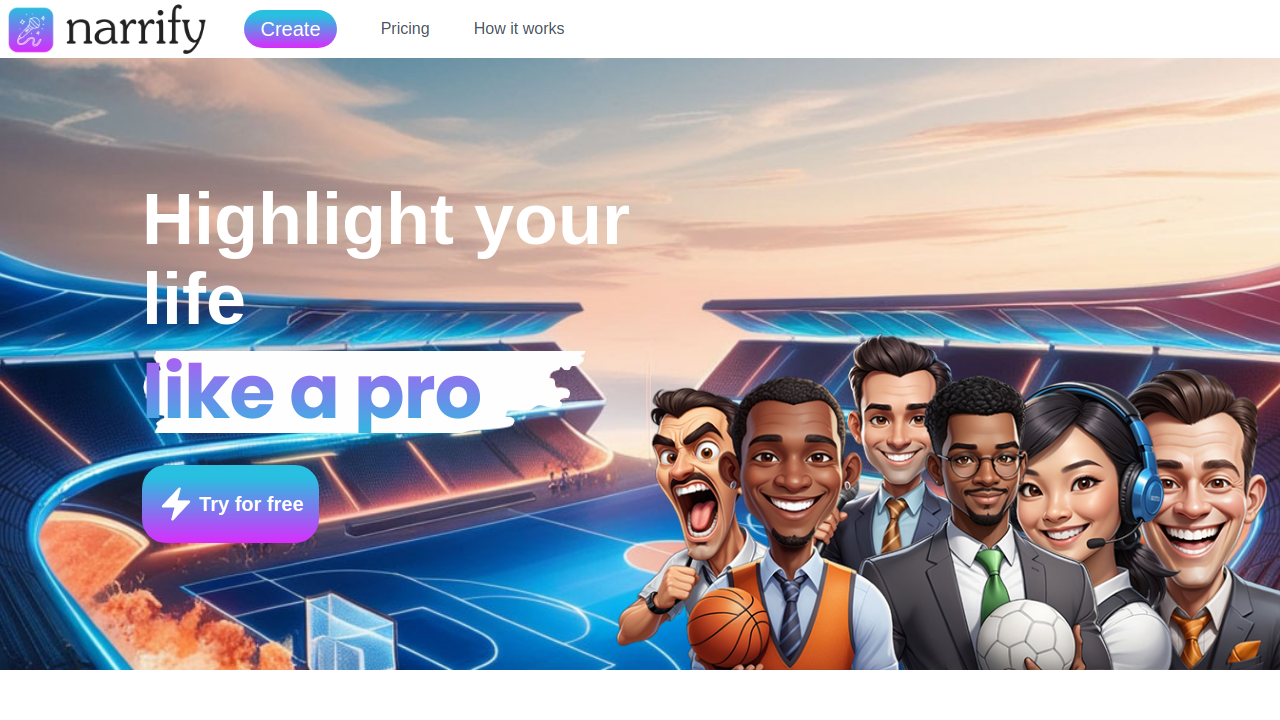 narrify
Create
Pricing
How it works
Highlight your
life
like a pro
Try for free